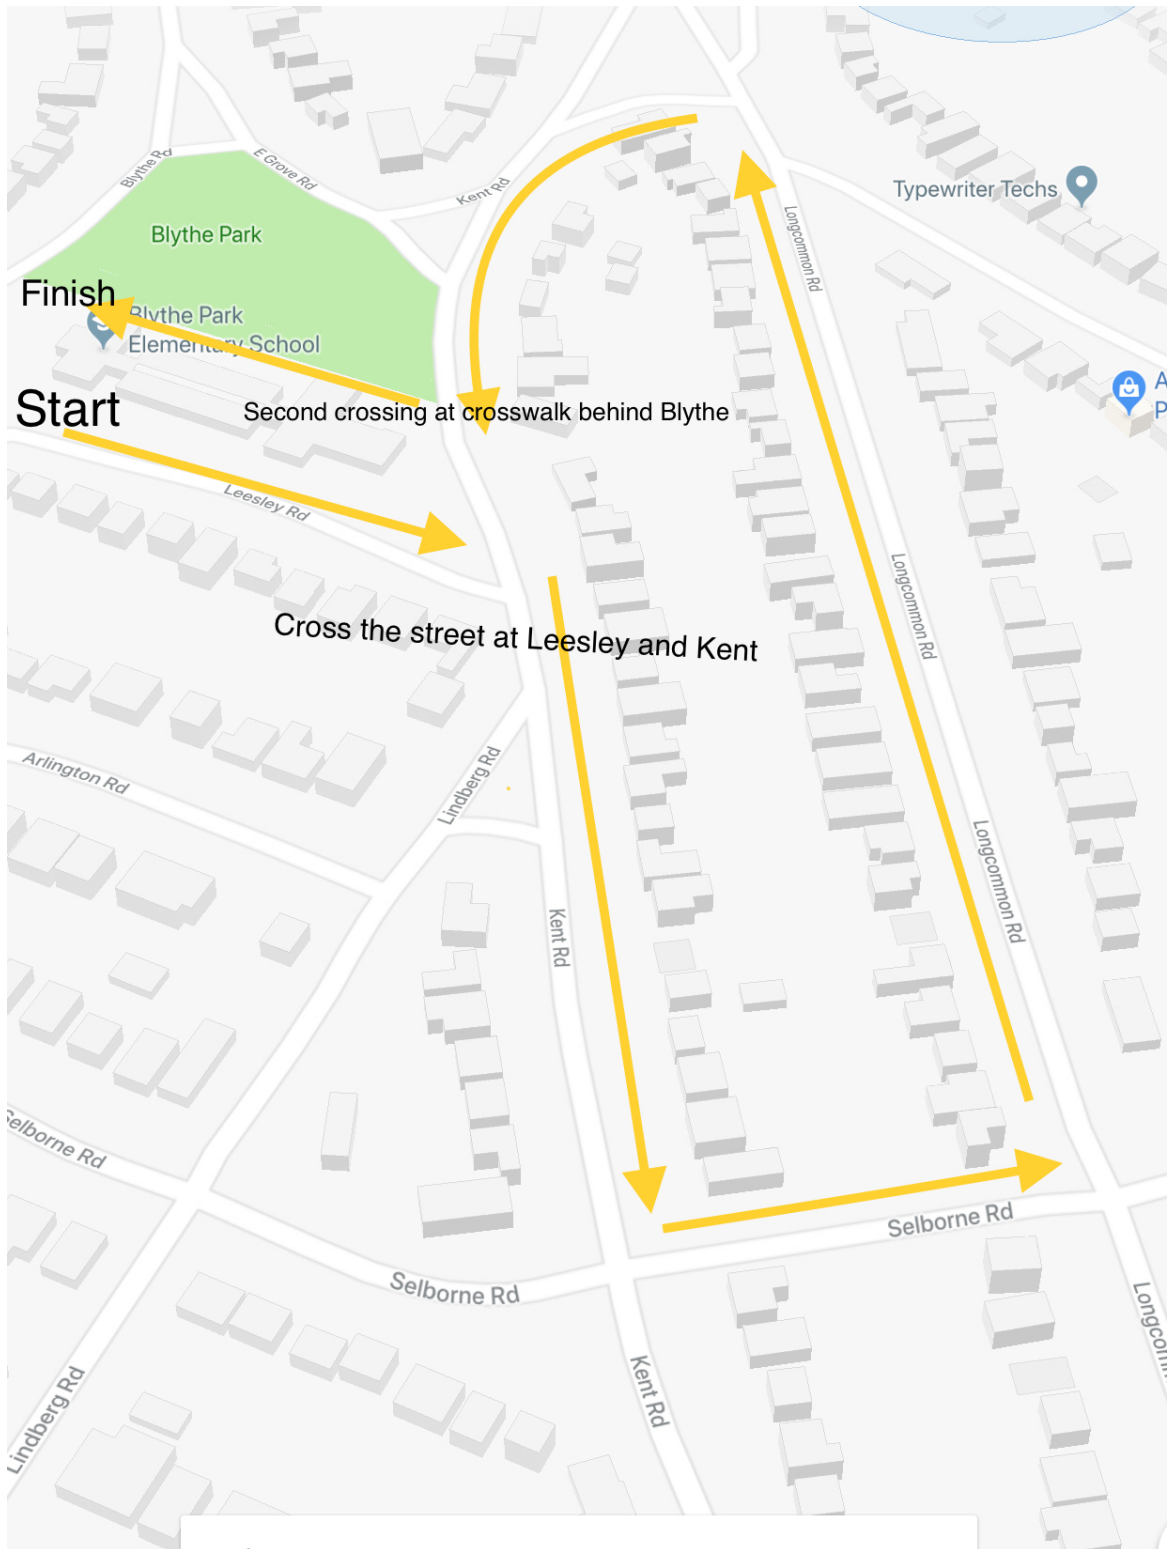 Blythe Rd
E Grove Rd
Kent Rd
Typewriter Techs
Longcommon Rd
Blythe Park
Finish
Blythe Park
Elementary School
A
P
Start
Second crossing at crosswalk behind Blythe
Leesley Rd
Longcommon Rd
Cross the street at Leesley and Kent
Arlington Rd
Lindberg Rd
Longcommon Rd
Kent Rd
Selborne Rd
Selborne Rd
Selborne Rd
Lindberg Rd
Kent Rd